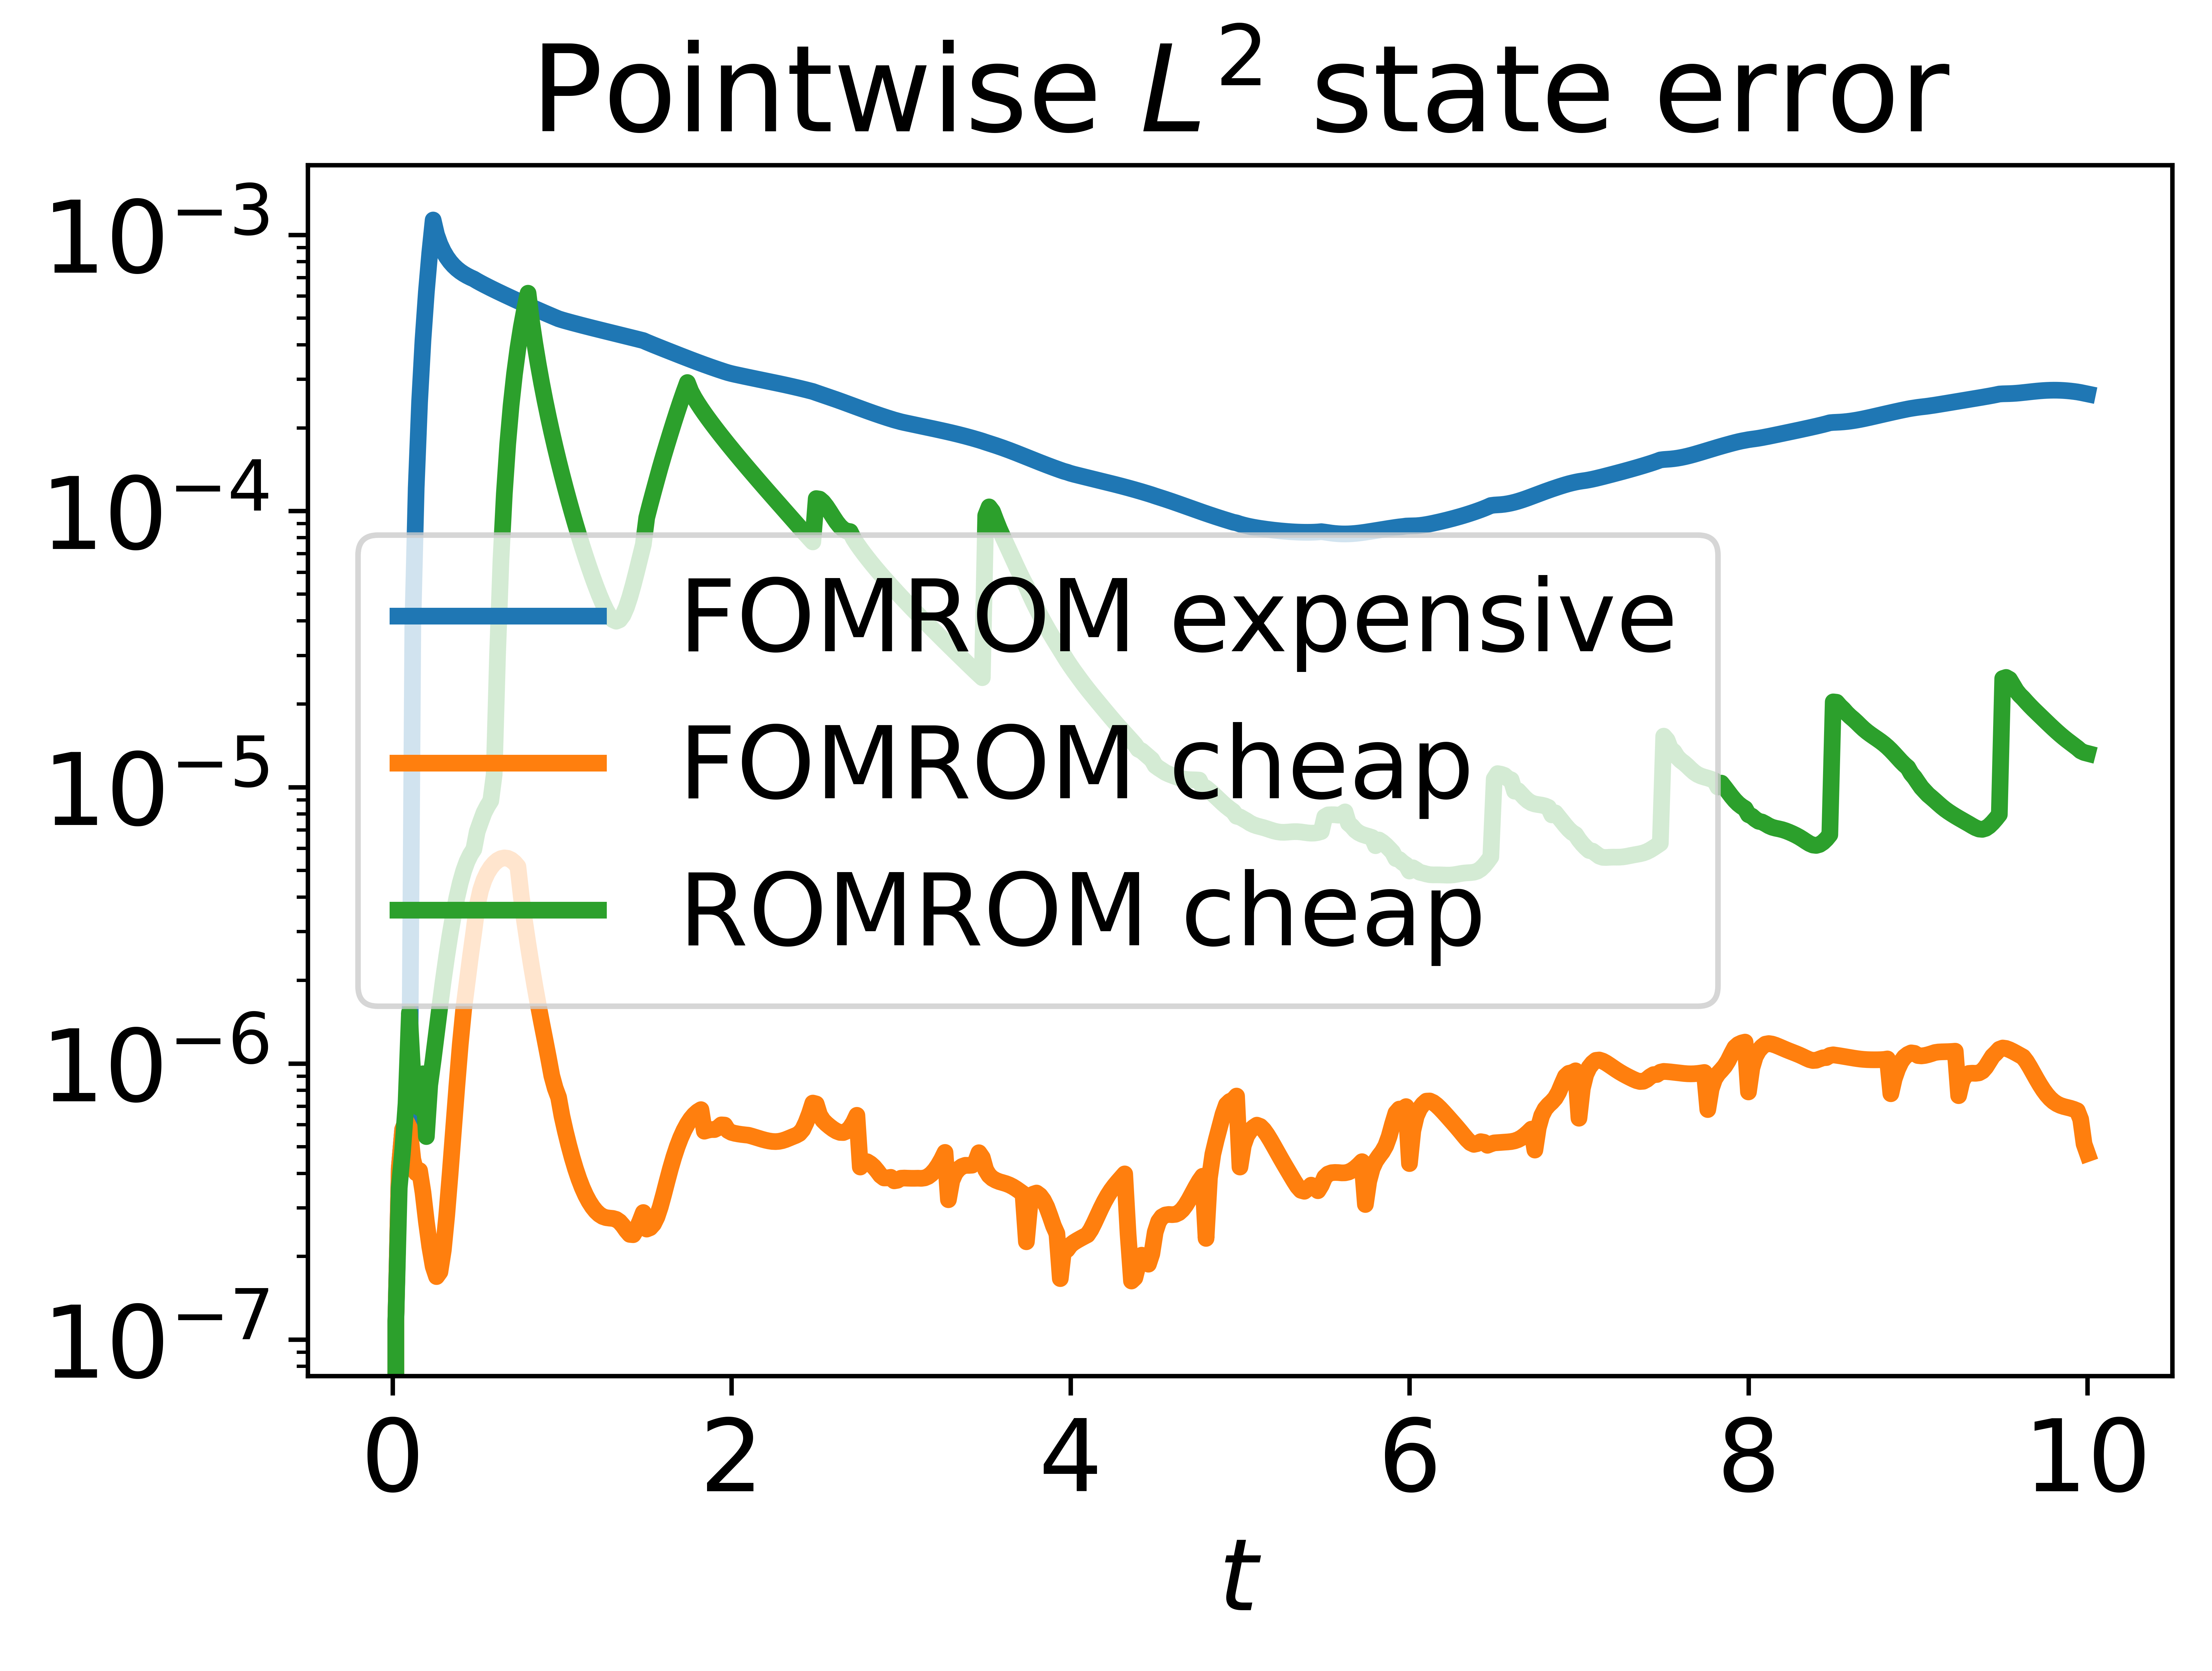 Pointwise L² state error
10⁻³
10⁻⁴
10⁻⁵
10⁻⁶
10⁻⁷
FOMROM expensive
FOMROM cheap
ROMROM cheap
0 2 4 6 8 10
t